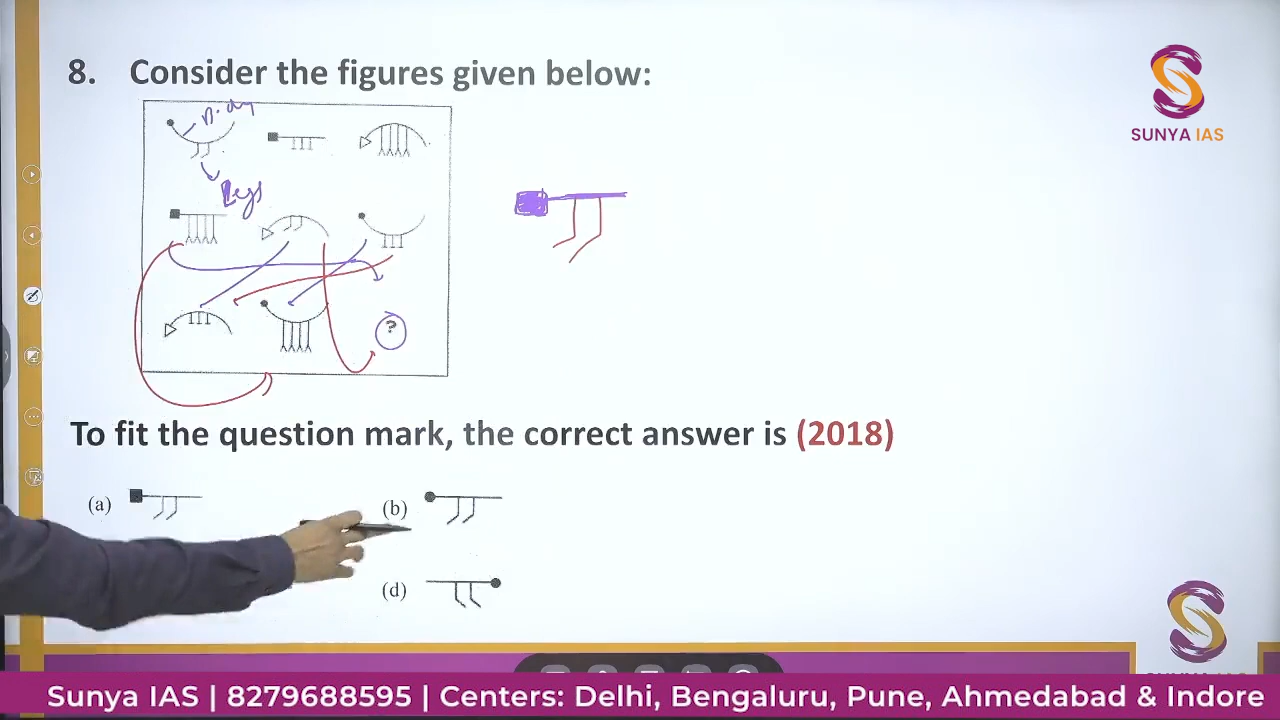 8. Consider the figures given below:
SUNYA IAS
Legs
?
To fit the question mark, the correct answer is (2018)
(a)
(b)
(d)
Sunya IAS | 8279688595 | Centers: Delhi, Bengaluru, Pune, Ahmedabad & Indore